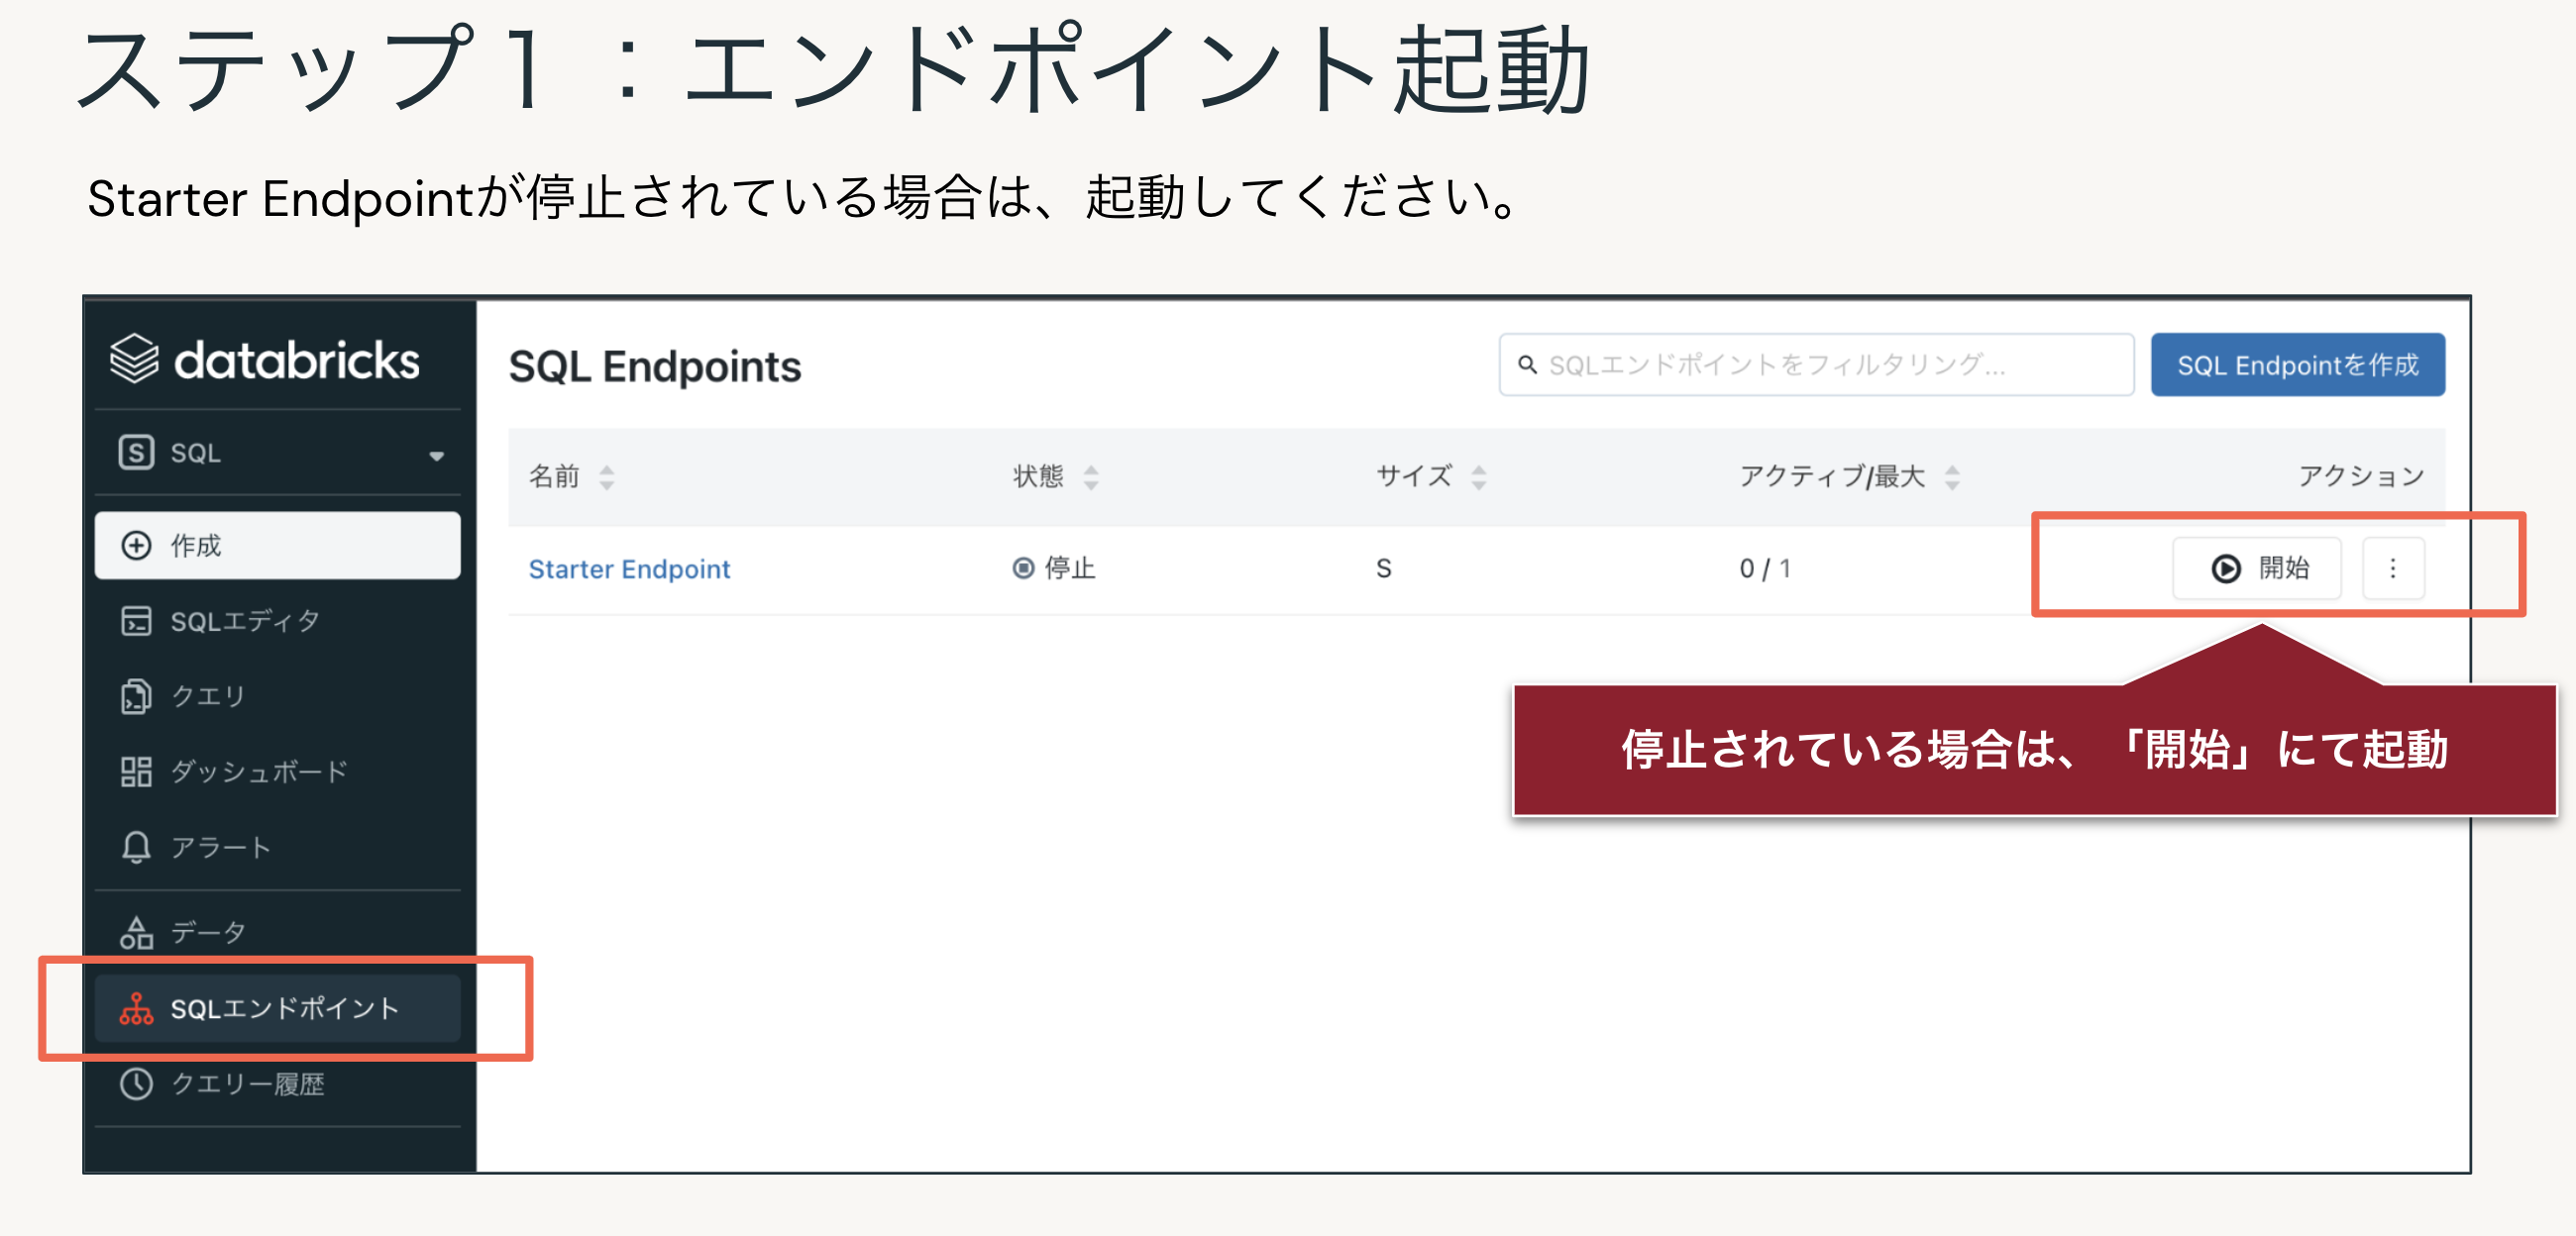 ステップ1：エンドポイント起動
Starter Endpointが停止されている場合は、起動してください。
databricks
S SQL
作成
SQLエディタ
クエリ
ダッシュボード
アラート
データ
SQLエンドポイント
クエリー履歴
SQL Endpoints
SQLエンドポイントをフィルタリング...
SQL Endpointを作成
名前 状態 サイズ アクティブ/最大 アクション
Starter Endpoint 停止 S 0 / 1 開始
停止されている場合は、「開始」にて起動